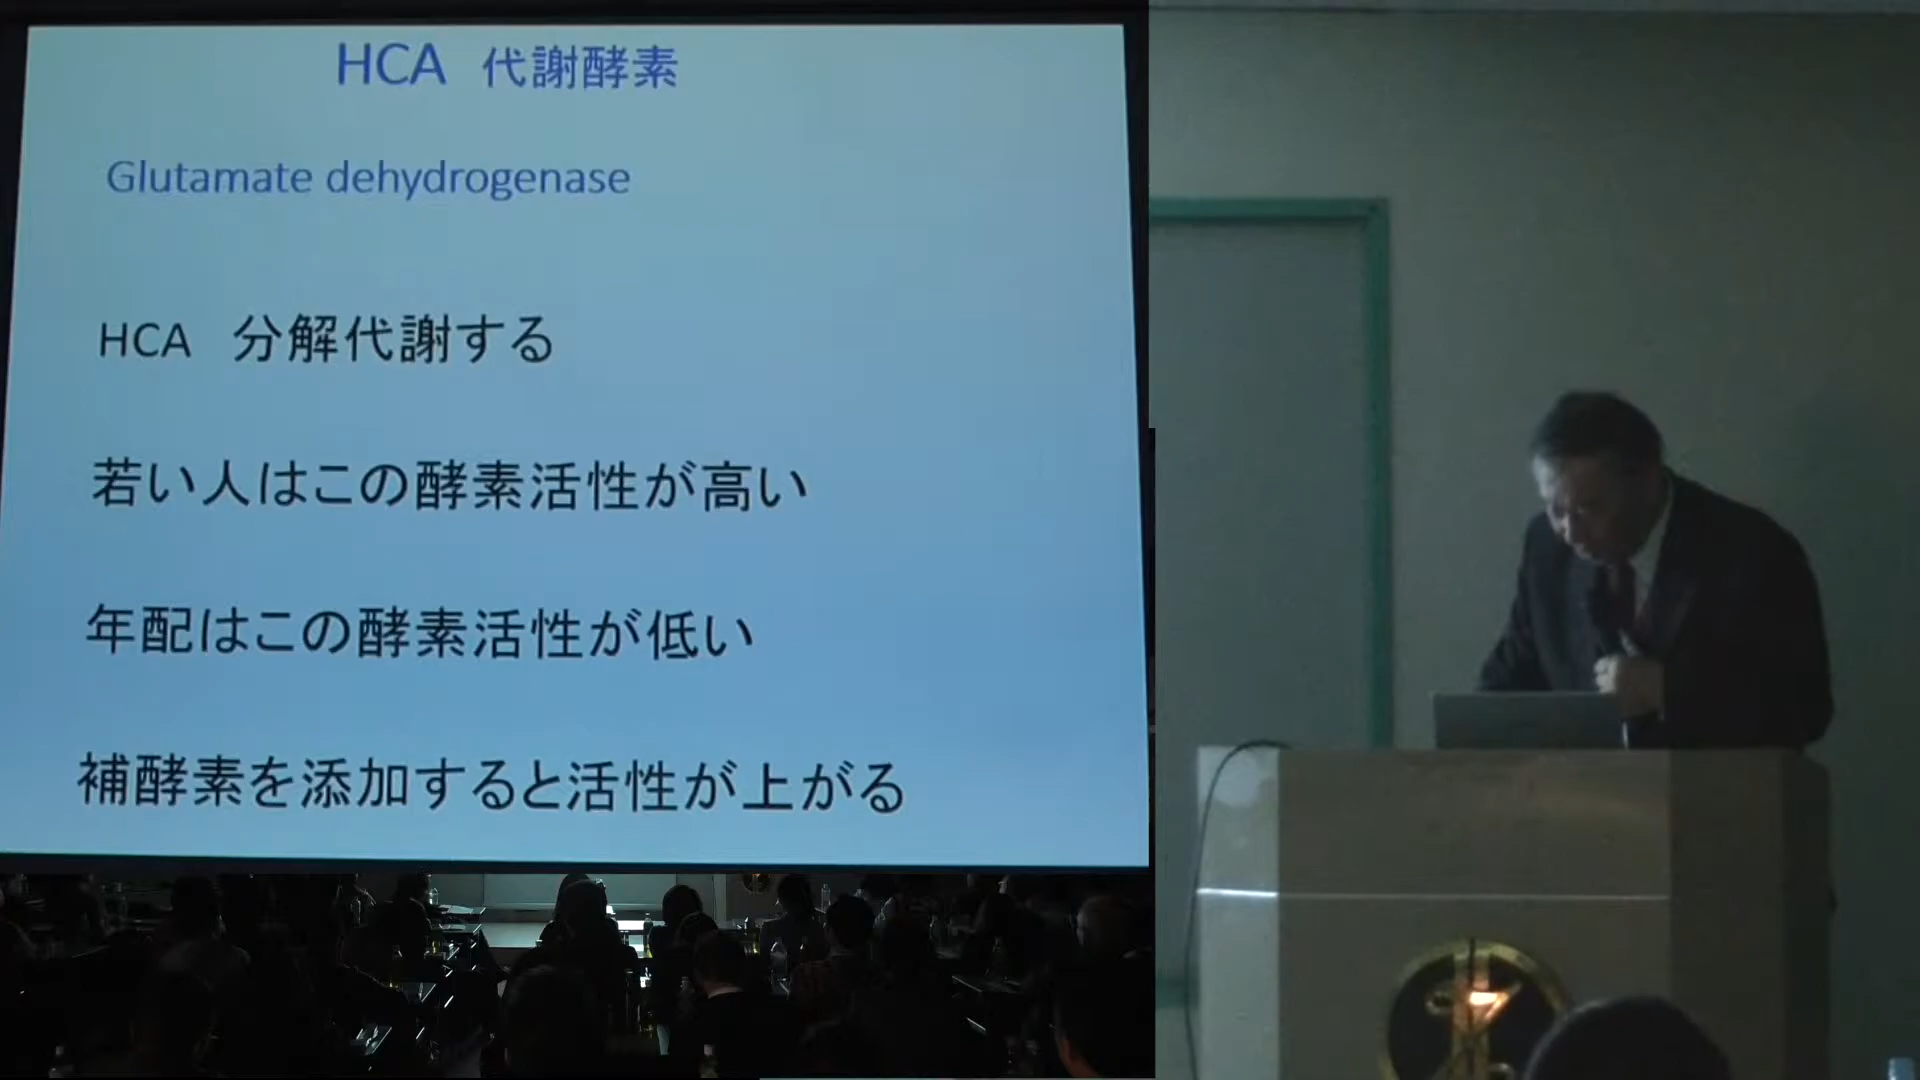 HCA 代謝酵素
Glutamate dehydrogenase
HCA 分解代謝する
若い人はこの酵素活性が高い
年配はこの酵素活性が低い
補酵素を添加すると活性が上がる